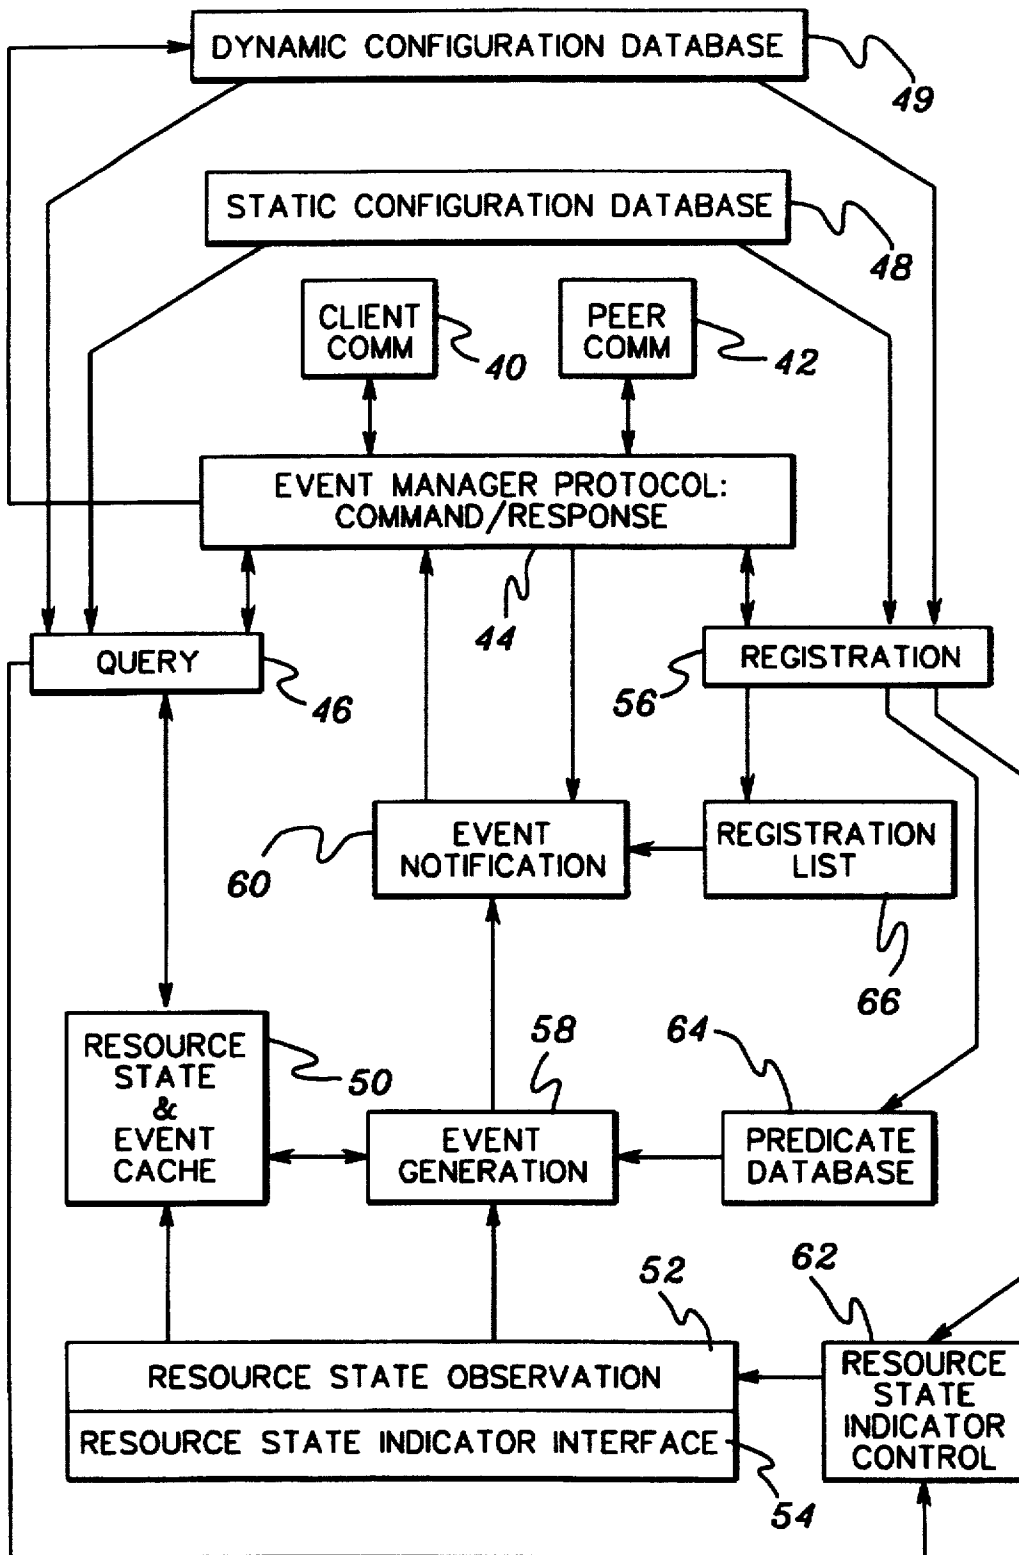 DYNAMIC CONFIGURATION DATABASE
49
STATIC CONFIGURATION DATABASE
48
CLIENT
COMM
40
PEER
COMM
42
EVENT MANAGER PROTOCOL:
COMMAND/RESPONSE
44
QUERY
46
56
REGISTRATION
EVENT
NOTIFICATION
60
REGISTRATION
LIST
66
RESOURCE
STATE
&
EVENT
CACHE
50
58
EVENT
GENERATION
64
PREDICATE
DATABASE
52
62
RESOURCE STATE OBSERVATION
RESOURCE STATE INDICATOR INTERFACE
54
RESOURCE
STATE
INDICATOR
CONTROL